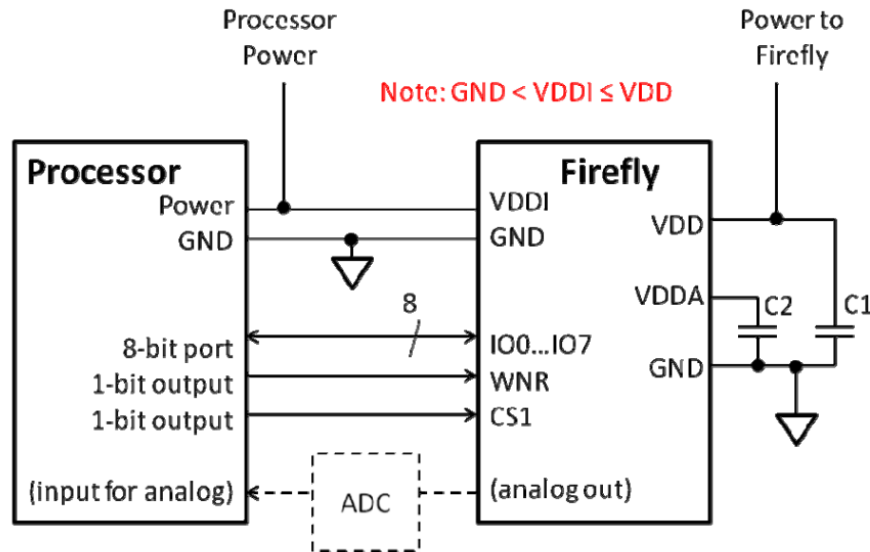 Processor
Power
Power to
Firefly
Note: GND < VDDI ≤ VDD
Processor
Firefly
Power
VDDI
GND
GND
VDD
VDDA
C2
C1
8
8-bit port
IO0...IO7
GND
1-bit output
WNR
1-bit output
CS1
(input for analog)
ADC
(analog out)